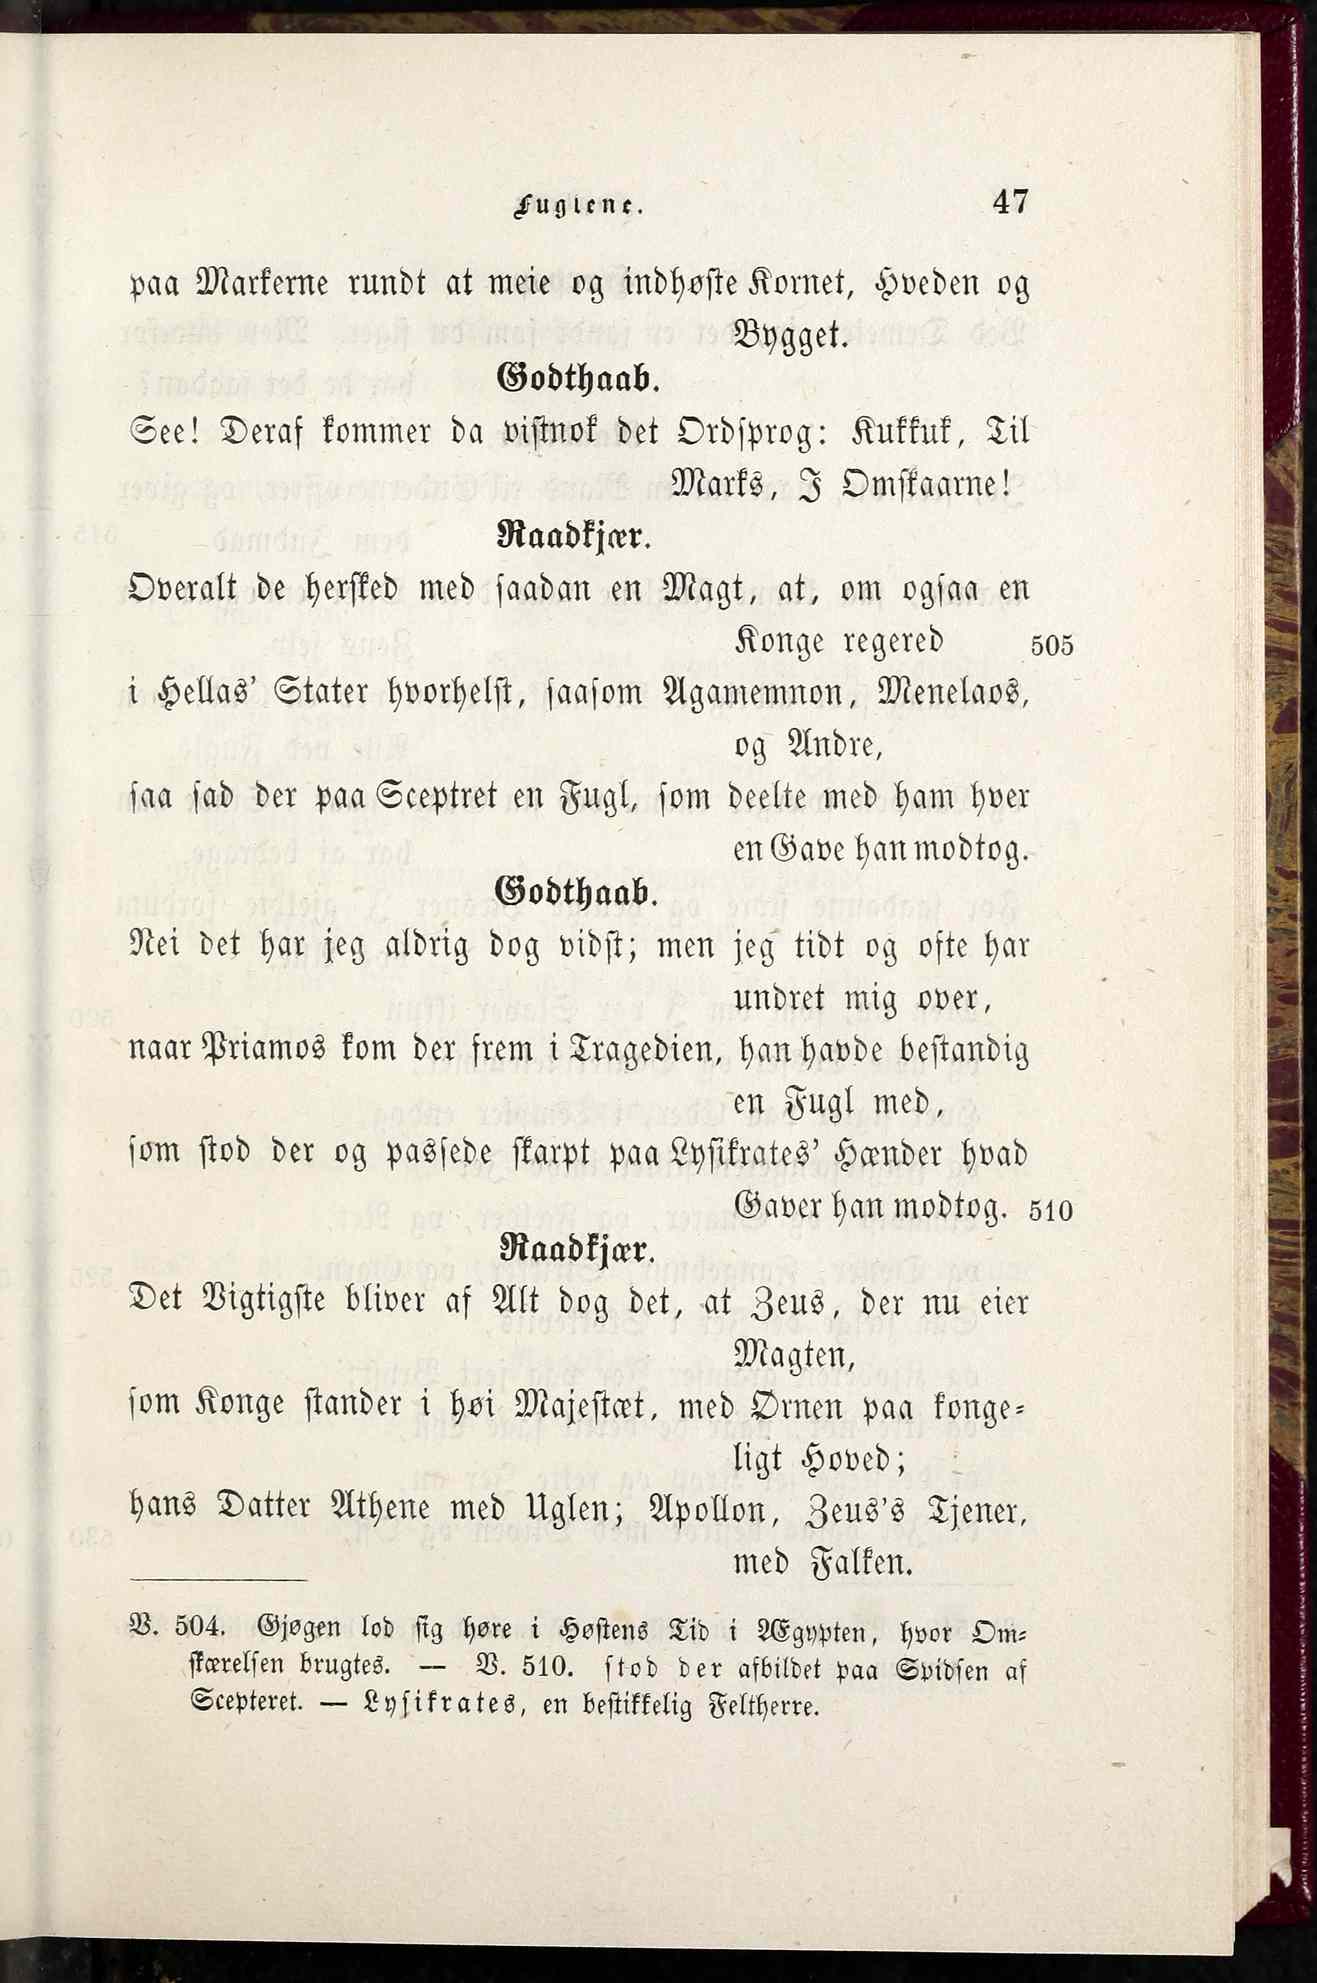 Fuglene. 47
paa Markerne rundt at meie og indhøste Kornet, Hveden og
Bygget.
Godthaab.
See! Deraf kommer da vistnok det Ordsprog: Kukkuk, Til
Marks, I Omskaarne!
Raadkjær.
Overalt de hersked med saadan en Magt, at, om ogsaa en
Konge regered 505
i Hellas' Stater hvorhelst, saasom Agamemnon, Menelaos,
og Andre,
saa sad der paa Sceptret en Fugl, som deelte med ham hver
en Gave han modtog.
Godthaab.
Nei det har jeg aldrig dog vidst; men jeg tidt og ofte har
undret mig over,
naar Priamos kom der frem i Tragedien, han havde bestandig
en Fugl med,
som stod der og passede skarpt paa Lysikrates' Hænder hvad
Gaver han modtog. 510
Raadkjær.
Det Vigtigste bliver af Alt dog det, at Zeus, der nu eier
Magten,
som Konge stander i høi Majestæt, med Ørnen paa konge-
ligt Hoved;
hans Datter Athene med Uglen; Apollon, Zeus's Tjener,
med Falken.
V. 504. Gjøgen lod sig høre i Høstens Tid i Ægypten, hvor Om-
skærelsen brugtes. — V. 510. stod der afbildet paa Spidsen af
Scepteret. — Lysikrates, en bestikkelig Feltherre.